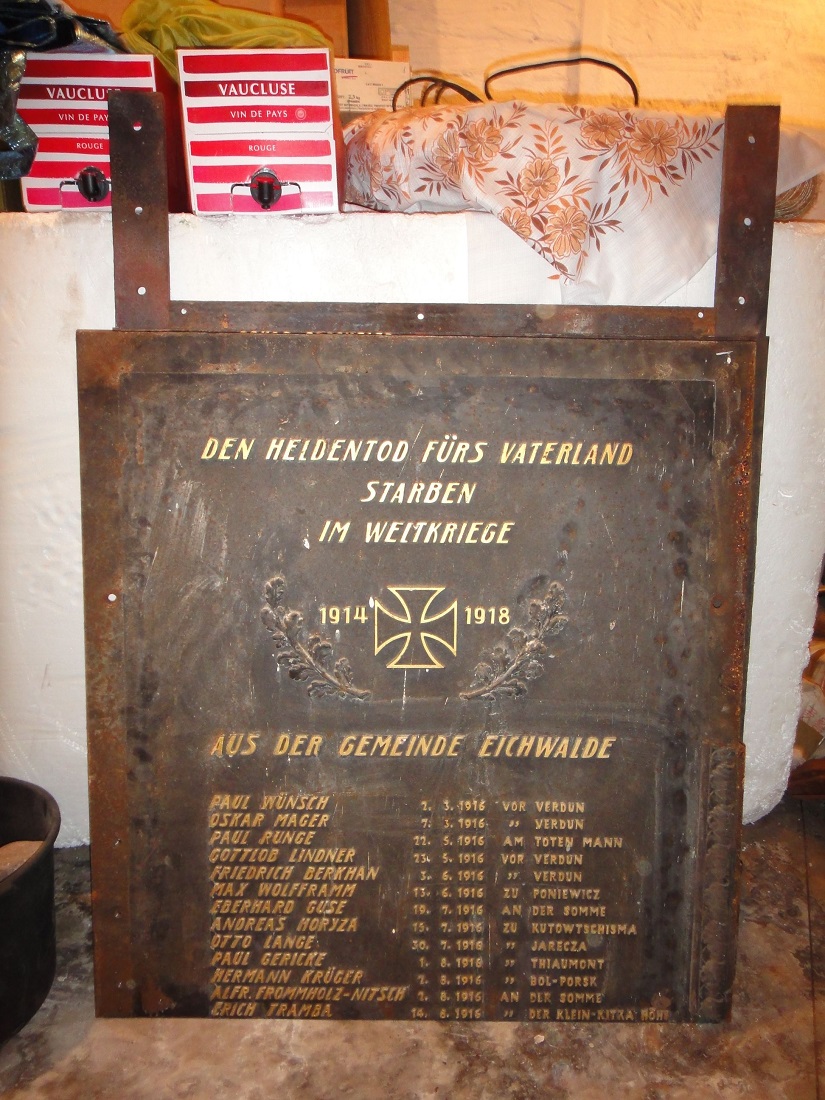 VAUCLUSE
VIN DE PAYS
ROUGE
VAUCLUSE
VIN DE PAYS
ROUGE
DEN HELDENTOD FÜRS VATERLAND
STARBEN
IM WELTKRIEGE
1914 1918
AUS DER GEMEINDE EICHWALDE
PAUL WÜNSCH 2. 3. 1916 VOR VERDUN
OSKAR MAGER 7. 3. 1916 " VERDUN
PAUL RUNGE 22. 5. 1916 AM TOTEN MANN
GOTTLOB LINDNER 23. 5. 1916 VOR VERDUN
FRIEDRICH BERKHAN 3. 6. 1916 " VERDUN
MAX WOLFFRAMM 13. 6. 1916 ZU PONIEWICZ
EBERHARD GUSE 19. 7. 1916 AN DER SOMME
ANDREAS MORYZA 15. 7. 1916 ZU KUTOWTSCHISMA
OTTO LANGE 30. 7. 1916 " JARECZA
PAUL GERICKE 1. 8. 1916 " THIAUMONT
HERMANN KRÜGER 2. 8. 1916 " BOL-PORSK
ALFR. FROMMHOLZ-NITSCH 2. 8. 1916 AN DER SOMME
ERICH TRAMBA 14. 8. 1916 " DER KLEIN-KITKA HÖHE